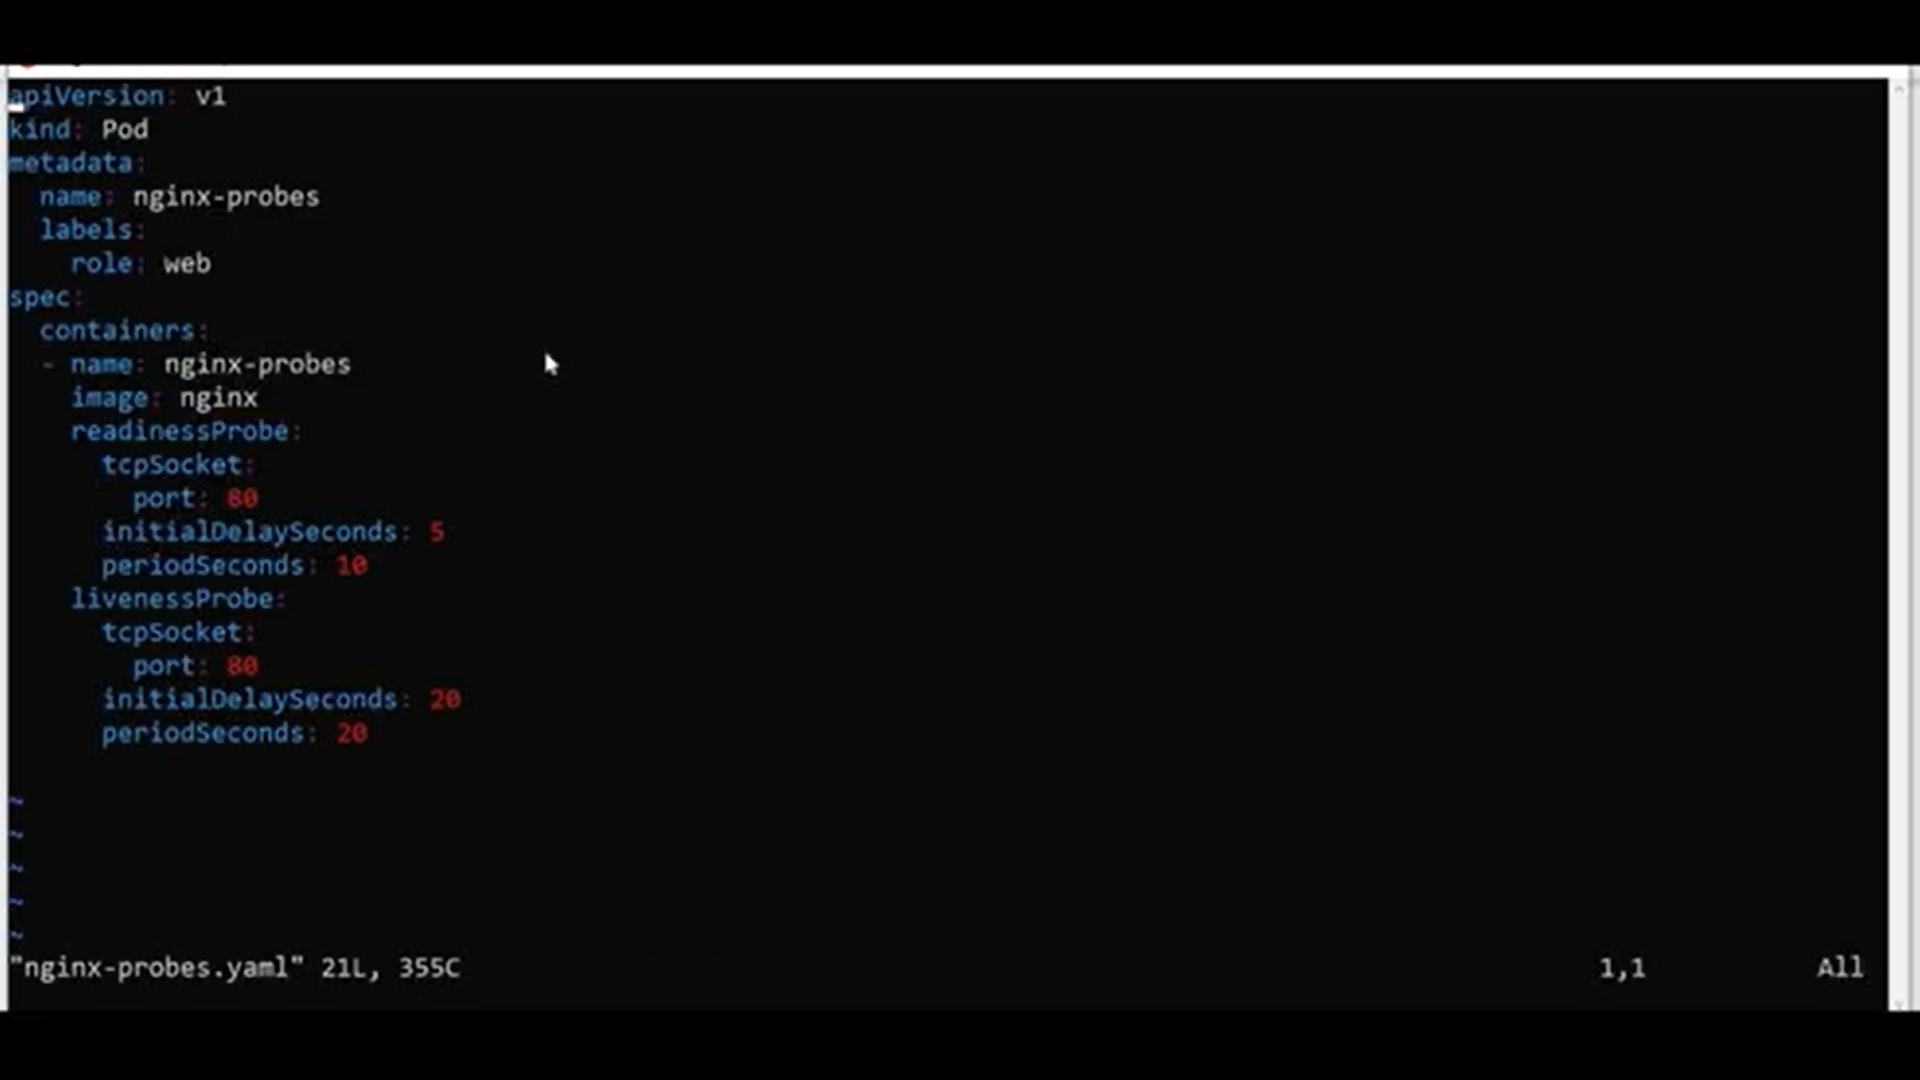 apiVersion: v1
kind: Pod
metadata:
  name: nginx-probes
  labels:
    role: web
spec:
  containers:
  - name: nginx-probes
    image: nginx
    readinessProbe:
      tcpSocket:
        port: 80
      initialDelaySeconds: 5
      periodSeconds: 10
    livenessProbe:
      tcpSocket:
        port: 80
      initialDelaySeconds: 20
      periodSeconds: 20
~
~
~
~
~
"nginx-probes.yaml" 21L, 355C 1,1 All